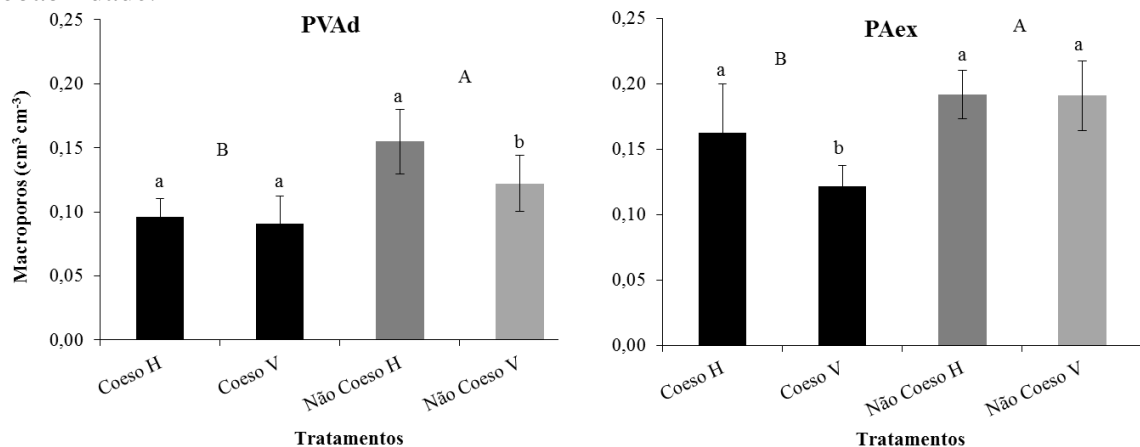 PVAd
0,25
0,20
0,15
0,10
0,05
0,00
Macroporos (cm³ cm⁻³)
B
A
a
a
a
b
Coeso H
Coeso V
Não Coeso H
Não Coeso V
Tratamentos
PAex
0,25
0,20
0,15
0,10
0,05
0,00
B
A
a
b
a
a
Coeso H
Coeso V
Não Coeso H
Não Coeso V
Tratamentos